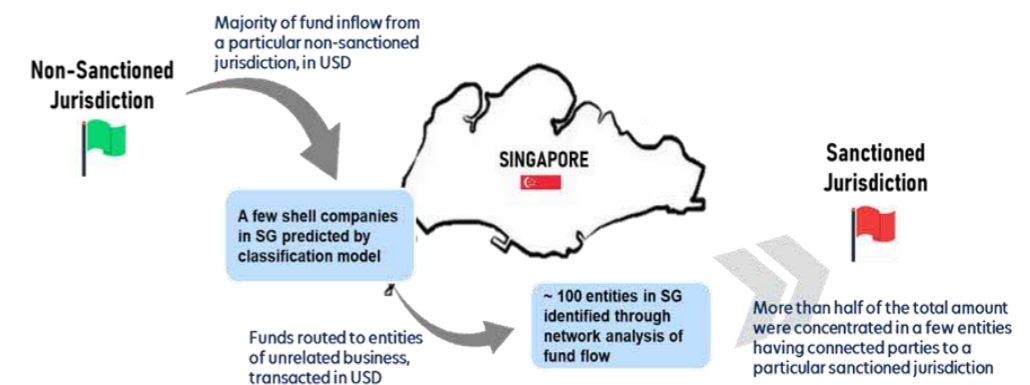 Majority of fund inflow from
a particular non-sanctioned
jurisdiction, in USD
Non-Sanctioned
Jurisdiction
SINGAPORE
Sanctioned
Jurisdiction
A few shell companies
in SG predicted by
classification model
~ 100 entities in SG
identified through
network analysis of
fund flow
Funds routed to entities
of unrelated business,
transacted in USD
More than half of the total amount
were concentrated in a few entities
having connected parties to a
particular sanctioned jurisdiction